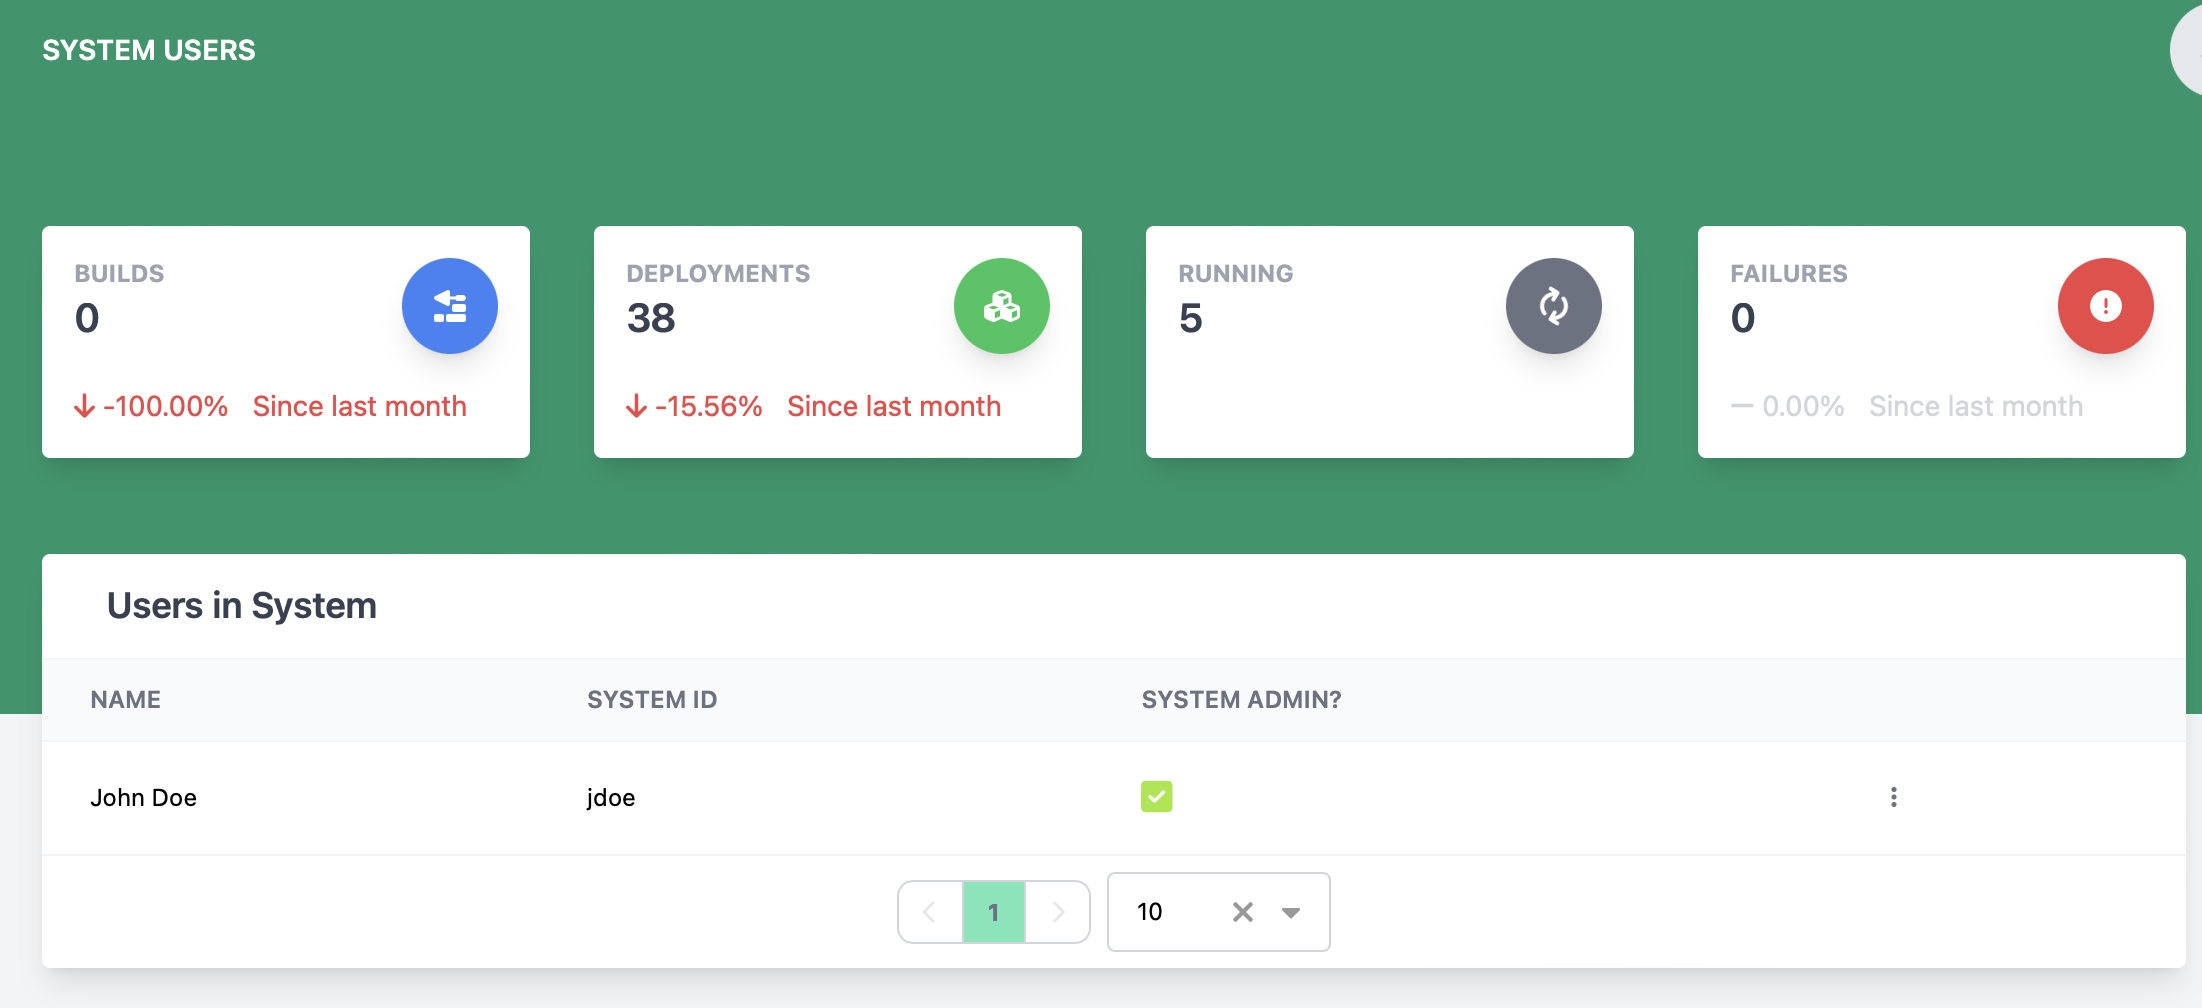 SYSTEM USERS
BUILDS
0
-100.00% Since last month
DEPLOYMENTS
38
-15.56% Since last month
RUNNING
5
FAILURES
0
0.00% Since last month
Users in System
NAME SYSTEM ID SYSTEM ADMIN?
John Doe jdoe
1 10